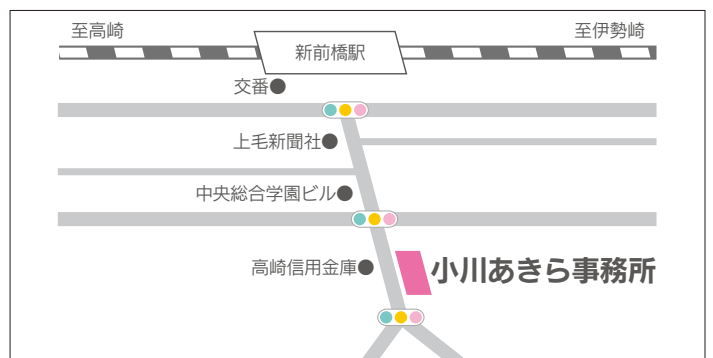 至高崎
至伊勢崎
新前橋駅
交番
上毛新聞社
中央総合学園ビル
高崎信用金庫
小川あきら事務所